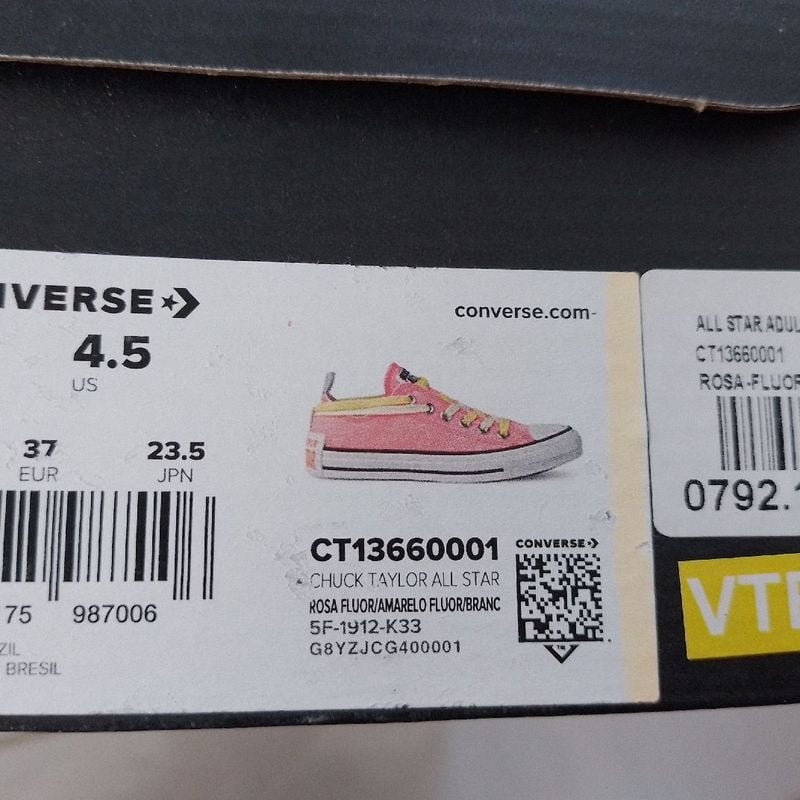 NVERSE
4.5
US
37
EUR
23.5
JPN
75 987006
ZIL
BRESIL
converse.com
CT13660001
CHUCK TAYLOR ALL STAR
ROSA FLUOR/AMARELO FLUOR/BRANC
5F-1912-K33
G8YZJCG400001
CONVERSE
ALL STAR ADUL
CT13660001
ROSA-FLUOR
0792.1
VTE